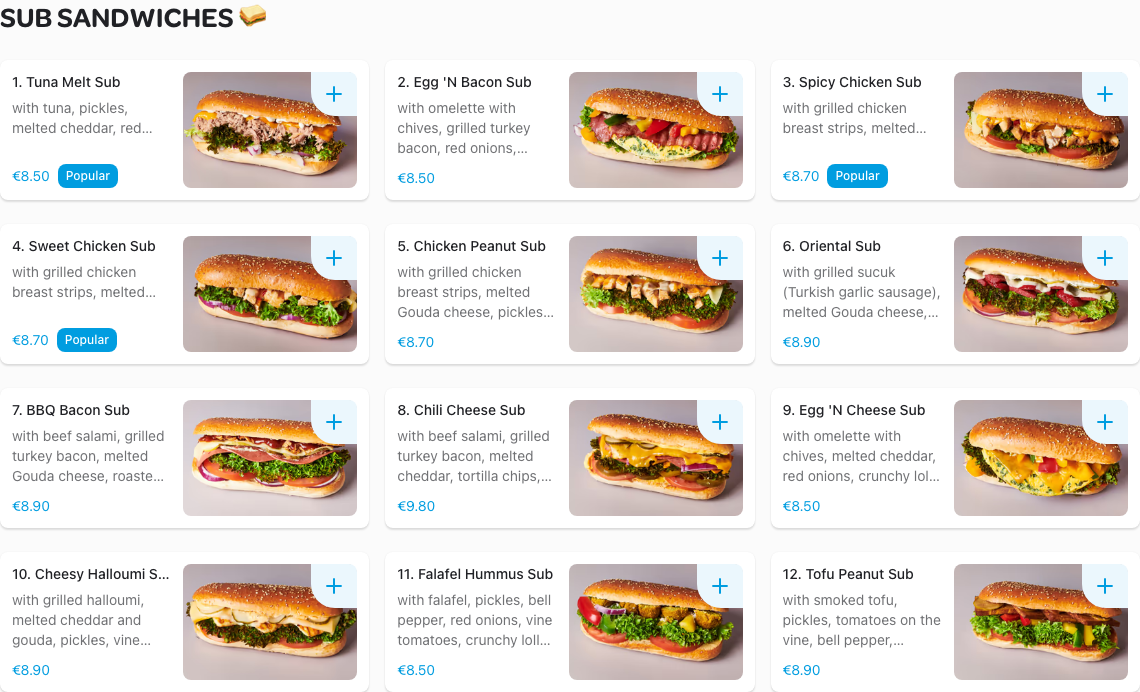 SUB SANDWICHES 🥪
1. Tuna Melt Sub
with tuna, pickles,
melted cheddar, red...
€8.50 Popular
2. Egg 'N Bacon Sub
with omelette with
chives, grilled turkey
bacon, red onions,...
€8.50
3. Spicy Chicken Sub
with grilled chicken
breast strips, melted...
€8.70 Popular
4. Sweet Chicken Sub
with grilled chicken
breast strips, melted...
€8.70 Popular
5. Chicken Peanut Sub
with grilled chicken
breast strips, melted
Gouda cheese, pickles...
€8.70
6. Oriental Sub
with grilled sucuk
(Turkish garlic sausage),
melted Gouda cheese,...
€8.90
7. BBQ Bacon Sub
with beef salami, grilled
turkey bacon, melted
Gouda cheese, roaste...
€8.90
8. Chili Cheese Sub
with beef salami, grilled
turkey bacon, melted
cheddar, tortilla chips,...
€9.80
9. Egg 'N Cheese Sub
with omelette with
chives, melted cheddar,
red onions, crunchy lol...
€8.50
10. Cheesy Halloumi S...
with grilled halloumi,
melted cheddar and
gouda, pickles, vine...
€8.90
11. Falafel Hummus Sub
with falafel, pickles, bell
pepper, red onions, vine
tomatoes, crunchy loll...
€8.50
12. Tofu Peanut Sub
with smoked tofu,
pickles, tomatoes on the
vine, bell pepper,...
€8.90